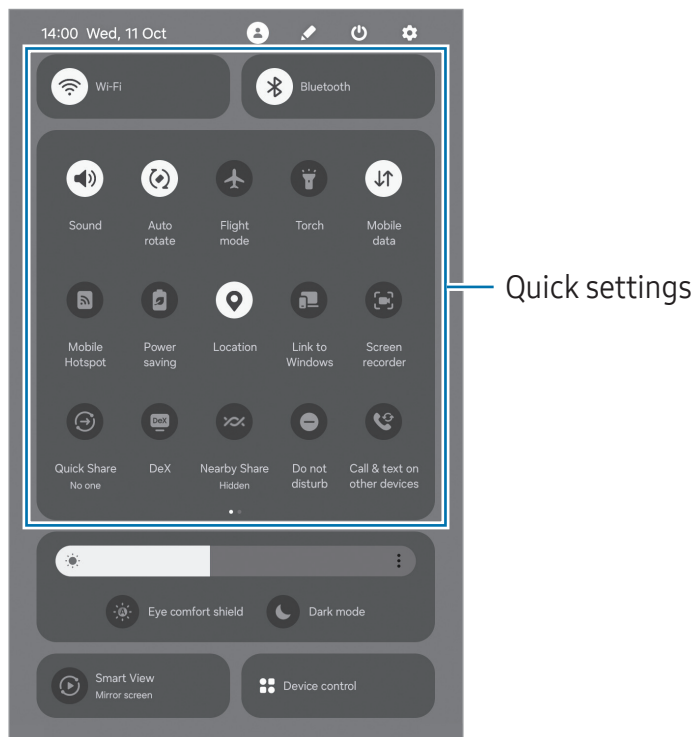 14:00 Wed, 11 Oct
Wi-Fi
Bluetooth
Sound
Auto
rotate
Flight
mode
Torch
Mobile
data
Quick settings
Mobile
Hotspot
Power
saving
Location
Link to
Windows
Screen
recorder
DeX
Quick Share
No one
DeX
Nearby Share
Hidden
Do not
disturb
Call & text on
other devices
A
Eye comfort shield
Dark mode
Smart View
Mirror screen
Device control